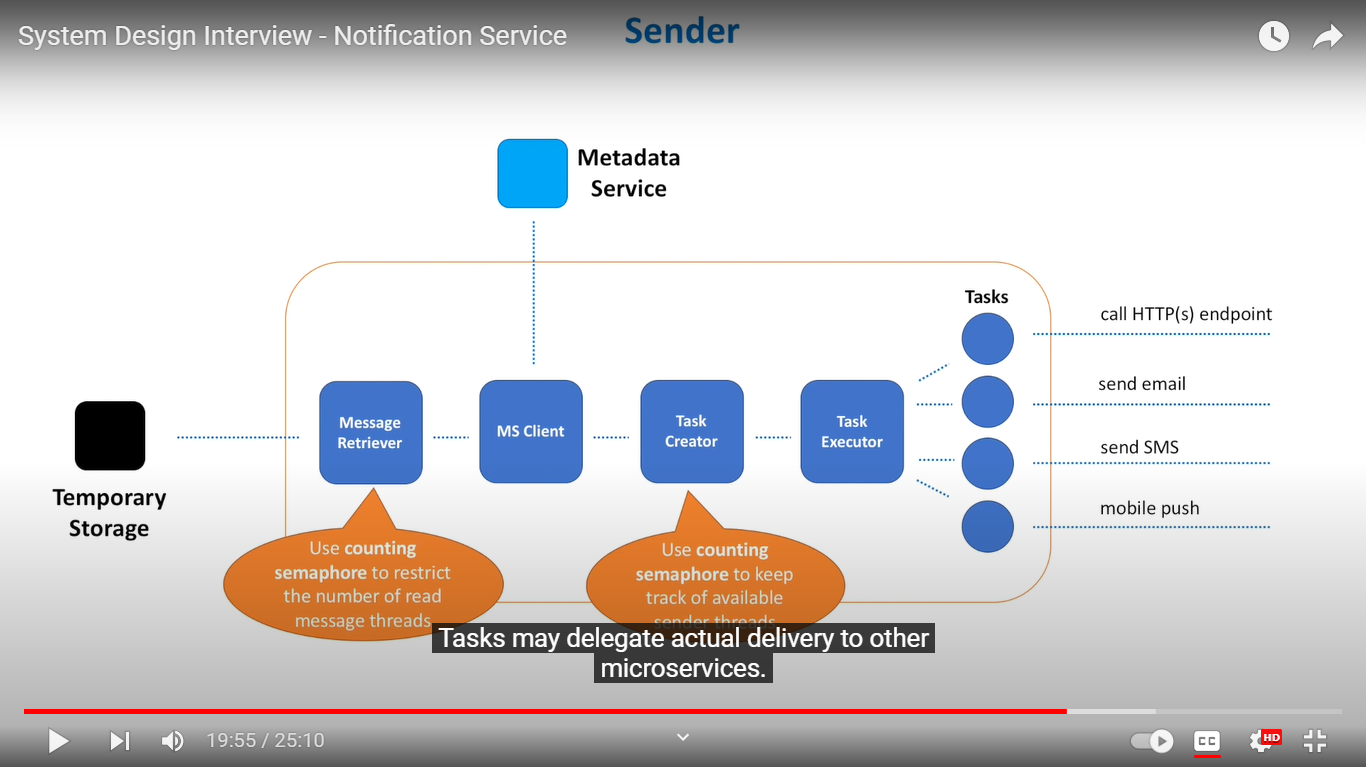 System Design Interview - Notification Service
Sender
Metadata
Service
Tasks
call HTTP(s) endpoint
send email
send SMS
mobile push
Message
Retriever
MS Client
Task
Creator
Task
Executor
Temporary
Storage
Use counting
semaphore to restrict
the number of read
message threads
Use counting
semaphore to keep
track of available
sender threads
Tasks may delegate actual delivery to other
microservices.
19:55 / 25:10
CC
HD